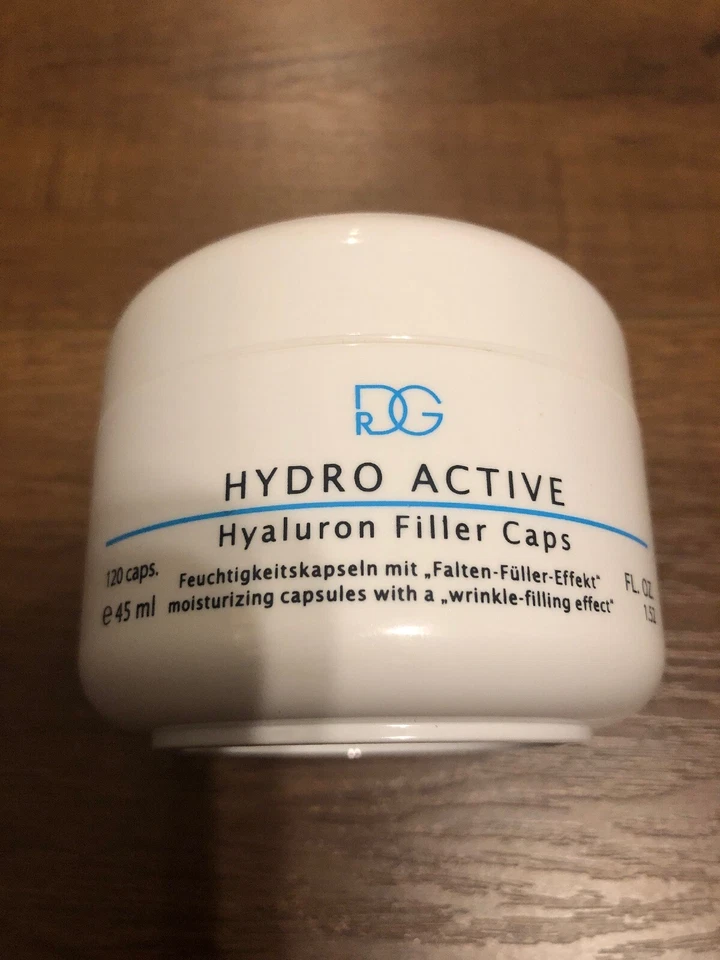 DRG
HYDRO ACTIVE
Hyaluron Filler Caps
120 caps.
Feuchtigkeitskapseln mit „Falten-Füller-Effekt“
FL. OZ
e 45 ml
moisturizing capsules with a „wrinkle-filling effect“
1.52